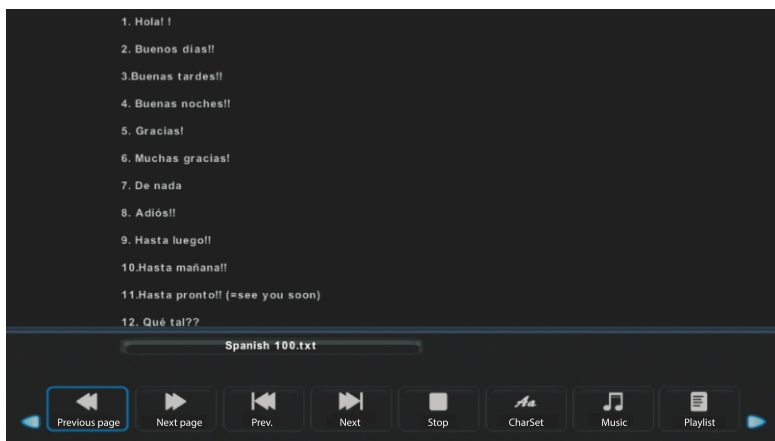 1. Hola! !
2. Buenos días!!
3.Buenas tardes!!
4. Buenas noches!!
5. Gracias!
6. Muchas gracias!
7. De nada
8. Adiós!!
9. Hasta luego!!
10.Hasta mañana!!
11.Hasta pronto!! (=see you soon)
12. Qué tal??
Spanish 100.txt
Previous page Next page Prev. Next Stop Aa CharSet Music Playlist